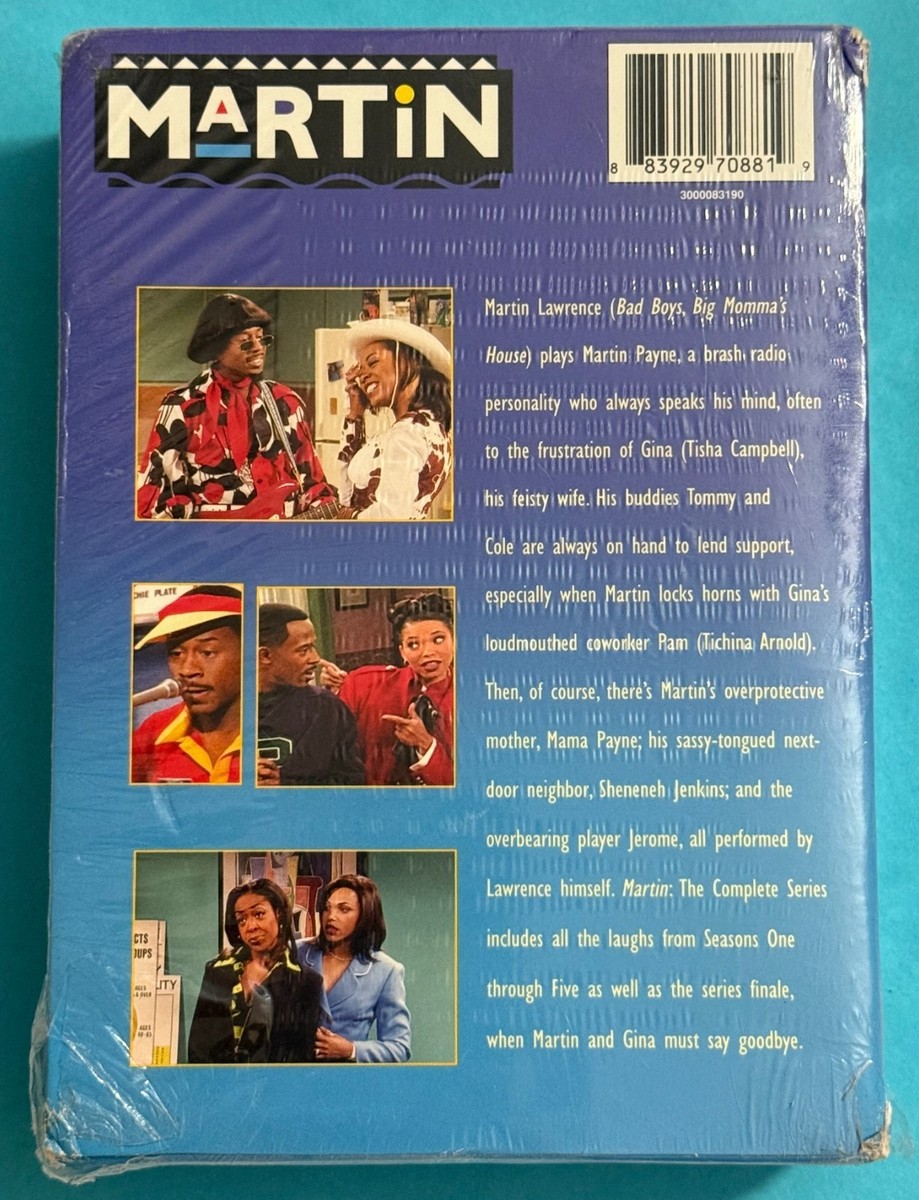 MARTIN
8 83929 70881 9
3000083190
Martin Lawrence (Bad Boys, Big Momma's
House) plays Martin Payne, a brash radio
personality who always speaks his mind, often
to the frustration of Gina (Tisha Campbell),
his feisty wife. His buddies Tommy and
Cole are always on hand to lend support,
especially when Martin locks horns with Gina's
loudmouthed coworker Pam (Tichina Arnold).
Then, of course, there's Martin's overprotective
mother, Mama Payne; his sassy-tongued next-
door neighbor, Sheneneh Jenkins; and the
overbearing player Jerome, all performed by
Lawrence himself. Martin: The Complete Series
includes all the laughs from Seasons One
through Five as well as the series finale,
when Martin and Gina must say goodbye.
PLATE
AGES
AGES